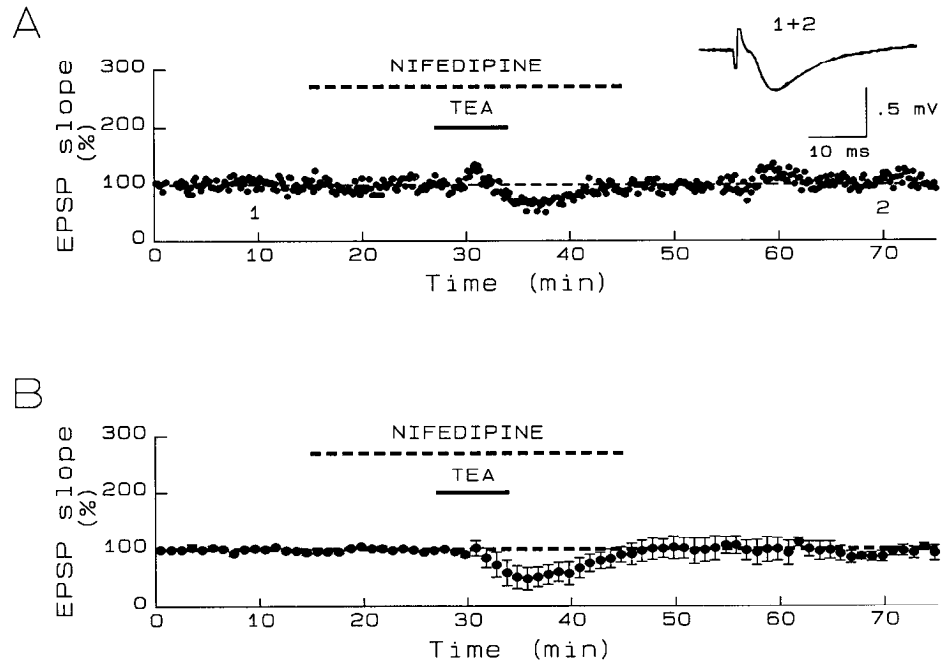 A
1+2
.5 mV
10 ms
NIFEDIPINE
TEA
EPSP slope
(%)
300
200
100
0
1
2
0 10 20 30 40 50 60 70
Time (min)
B
NIFEDIPINE
TEA
EPSP slope
(%)
300
200
100
0
0 10 20 30 40 50 60 70
Time (min)